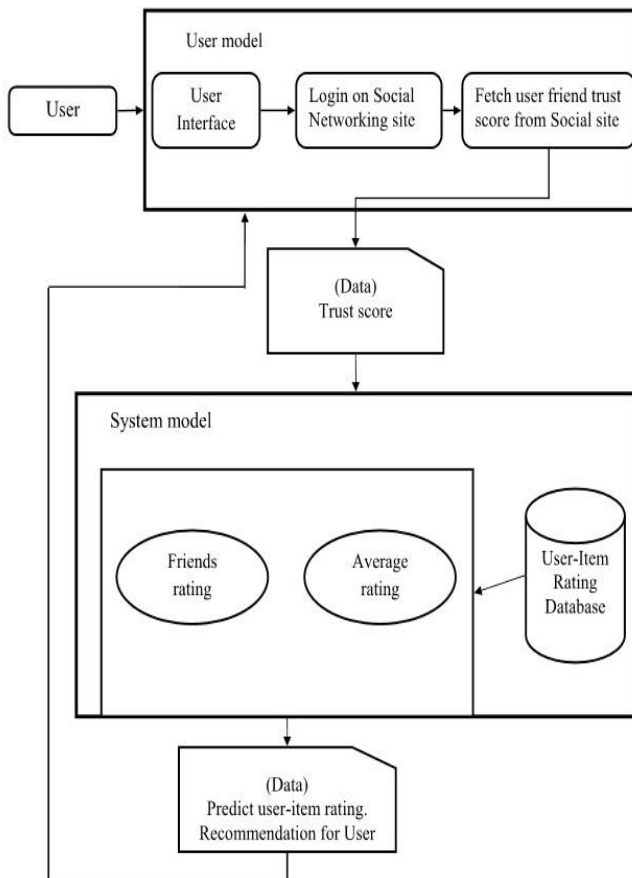 User model
User
User
Interface
Login on Social
Networking site
Fetch user friend trust
score from Social site
(Data)
Trust score
System model
Friends
rating
Average
rating
User-Item
Rating
Database
(Data)
Predict user-item rating.
Recommendation for User